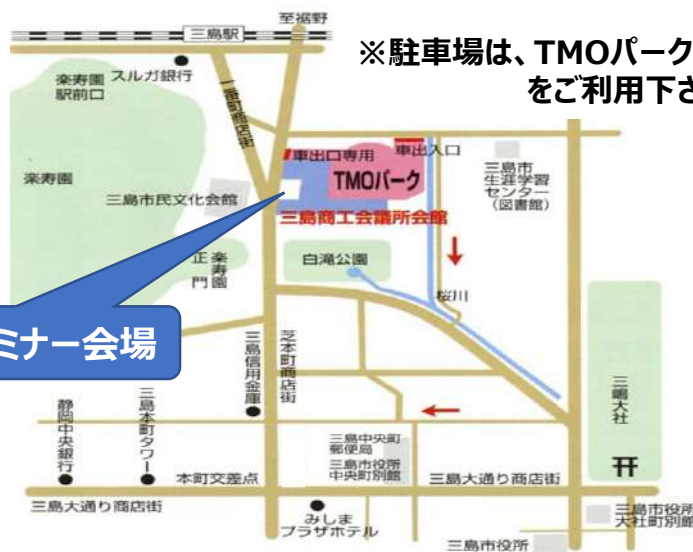 至裾野
三島駅
※駐車場は、TMOパーク
をご利用下さ
楽寿園
駅前口
スルガ銀行
一番町商店街
車出口専用
車出入口
TMOパーク
三島市
生涯学習
センター
（図書館）
楽寿園
三島市民文化会館
三島商工会議所会館
楽寿園
正門
白滝公園
桜川
ミナー会場
三島信用金庫
芝本町商店街
三嶋大社
静岡中央銀行
三島本町タワー
三島中央町
郵便局
三島市役所
中央町別館
本町交差点
三島大通り商店街
三島大通り商店街
みしま
プラザホテル
三島市役所
大社町別館
三島市役所